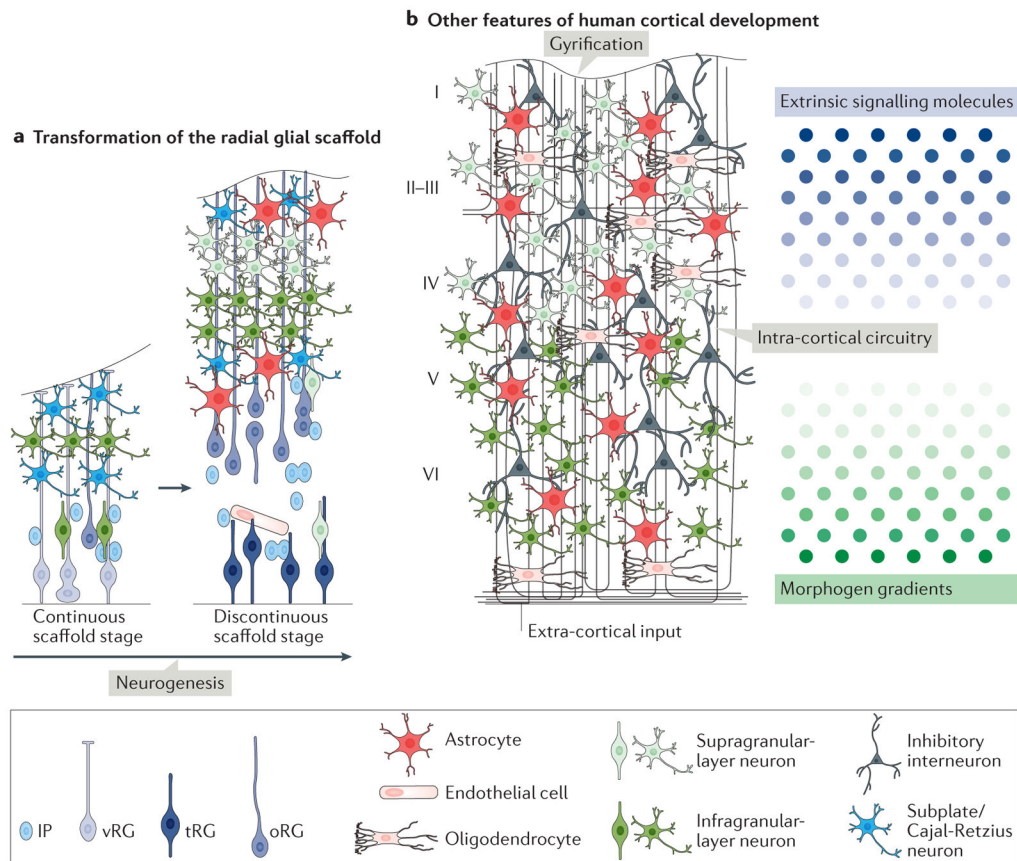 b Other features of human cortical development
Gyrification
a Transformation of the radial glial scaffold
I
II–III
IV
V
VI
Extrinsic signalling molecules
Intra-cortical circuitry
Morphogen gradients
Continuous
scaffold stage
Discontinuous
scaffold stage
Extra-cortical input
Neurogenesis
IP
vRG
tRG
oRG
Astrocyte
Endothelial cell
Oligodendrocyte
Supragranular-
layer neuron
Infragranular-
layer neuron
Inhibitory
interneuron
Subplate/
Cajal-Retzius
neuron